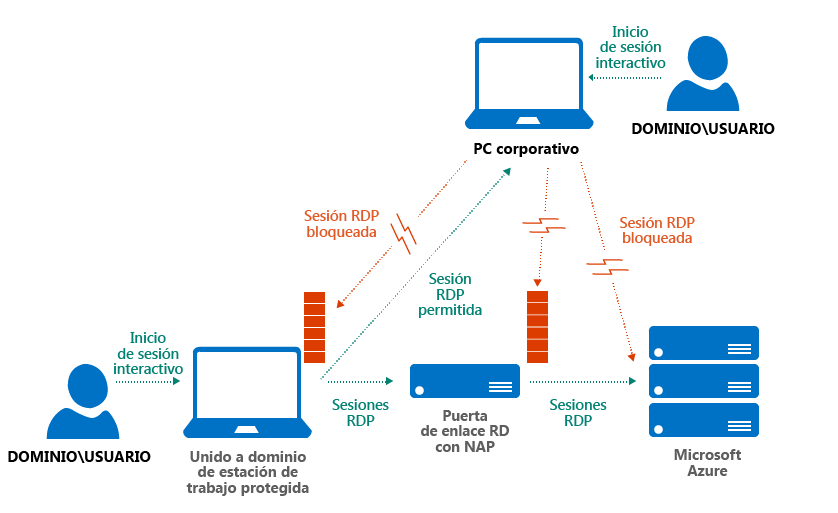 Inicio
de sesión
interactivo
DOMINIO\USUARIO
PC corporativo
Sesión RDP
bloqueada
Sesión RDP
bloqueada
Sesión
RDP
permitida
Inicio
de sesión
interactivo
DOMINIO\USUARIO
Unido a dominio
de estación de
trabajo protegida
Sesiones
RDP
Puerta
de enlace RD
con NAP
Sesiones
RDP
Microsoft
Azure